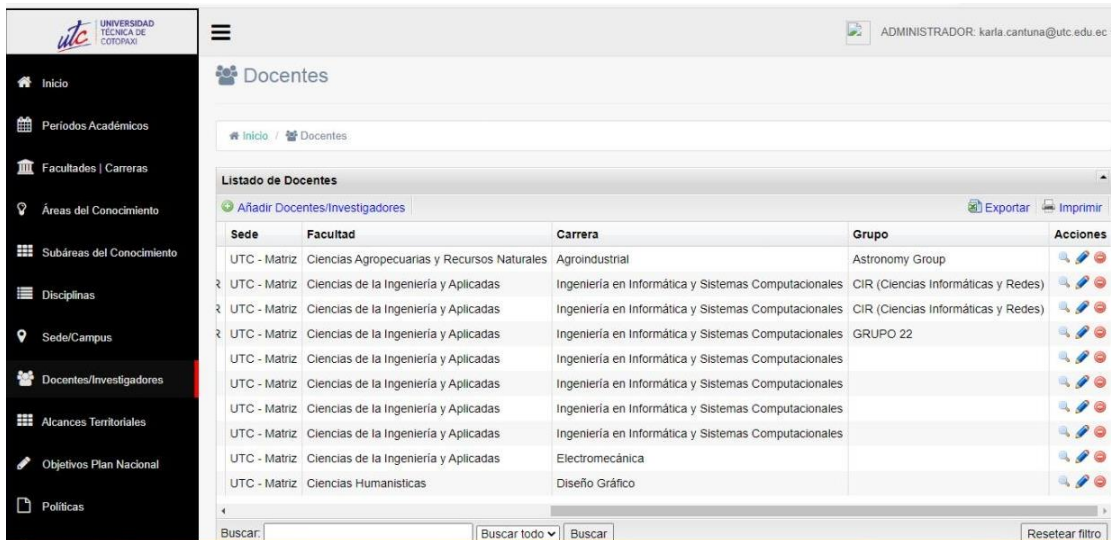 utc UNIVERSIDAD
TÉCNICA DE
COTOPAXI
ADMINISTRADOR: karla.cantuna@utc.edu.ec
Inicio
Períodos Académicos
Facultades | Carreras
Áreas del Conocimiento
Subáreas del Conocimiento
Disciplinas
Sede/Campus
Docentes/Investigadores
Alcances Territoriales
Objetivos Plan Nacional
Políticas
Docentes
Inicio / Docentes
Listado de Docentes
Añadir Docentes/Investigadores Exportar Imprimir
Sede Facultad Carrera Grupo Acciones
UTC - Matriz Ciencias Agropecuarias y Recursos Naturales Agroindustrial Astronomy Group
R UTC - Matriz Ciencias de la Ingeniería y Aplicadas Ingeniería en Informática y Sistemas Computacionales CIR (Ciencias Informáticas y Redes)
R UTC - Matriz Ciencias de la Ingeniería y Aplicadas Ingeniería en Informática y Sistemas Computacionales CIR (Ciencias Informáticas y Redes)
R UTC - Matriz Ciencias de la Ingeniería y Aplicadas Ingeniería en Informática y Sistemas Computacionales GRUPO 22
UTC - Matriz Ciencias de la Ingeniería y Aplicadas Ingeniería en Informática y Sistemas Computacionales
UTC - Matriz Ciencias de la Ingeniería y Aplicadas Ingeniería en Informática y Sistemas Computacionales
UTC - Matriz Ciencias de la Ingeniería y Aplicadas Ingeniería en Informática y Sistemas Computacionales
UTC - Matriz Ciencias de la Ingeniería y Aplicadas Ingeniería en Informática y Sistemas Computacionales
UTC - Matriz Ciencias de la Ingeniería y Aplicadas Electromecánica
UTC - Matriz Ciencias Humanisticas Diseño Gráfico
Buscar: Buscar todo Buscar Resetear filtro